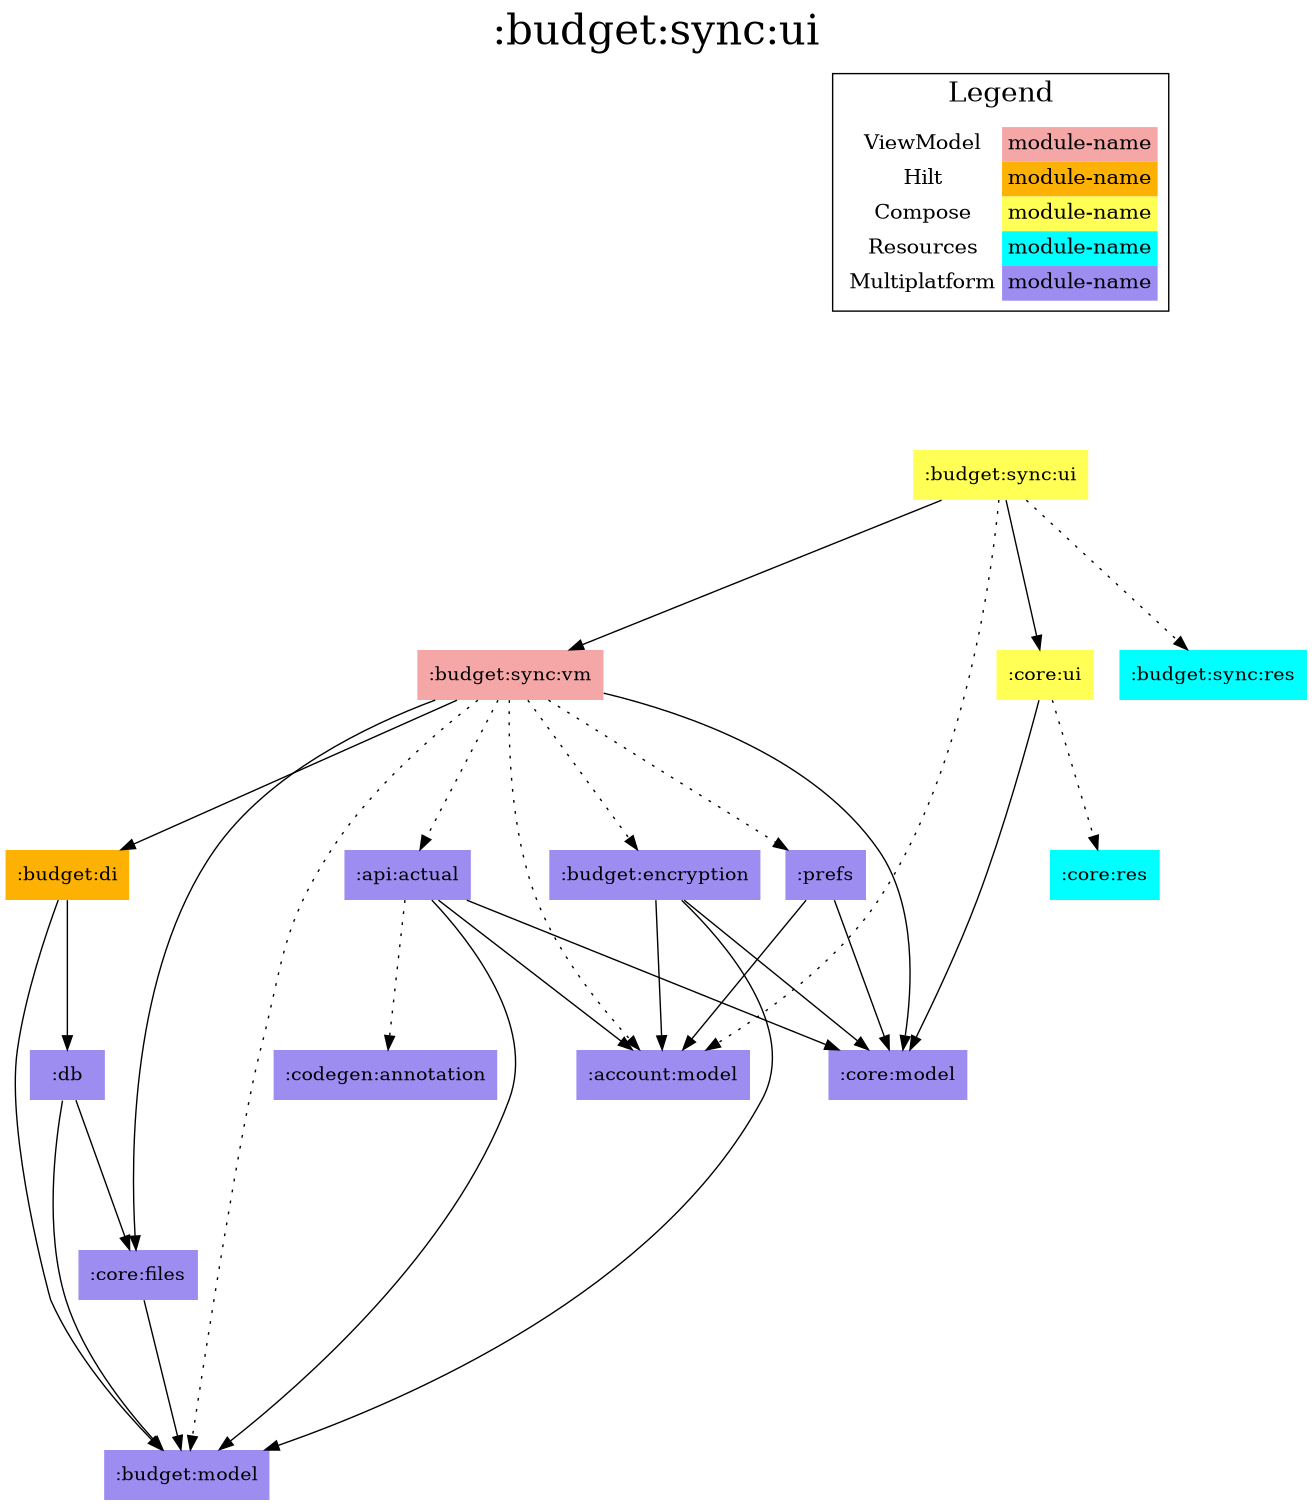 :budget:sync:ui
Legend
ViewModel module-name
Hilt module-name
Compose module-name
Resources module-name
Multiplatform module-name
:budget:sync:ui
:budget:sync:vm
:core:ui
:budget:sync:res
:budget:di
:api:actual
:budget:encryption
:prefs
:core:res
:db
:codegen:annotation
:account:model
:core:model
:core:files
:budget:model